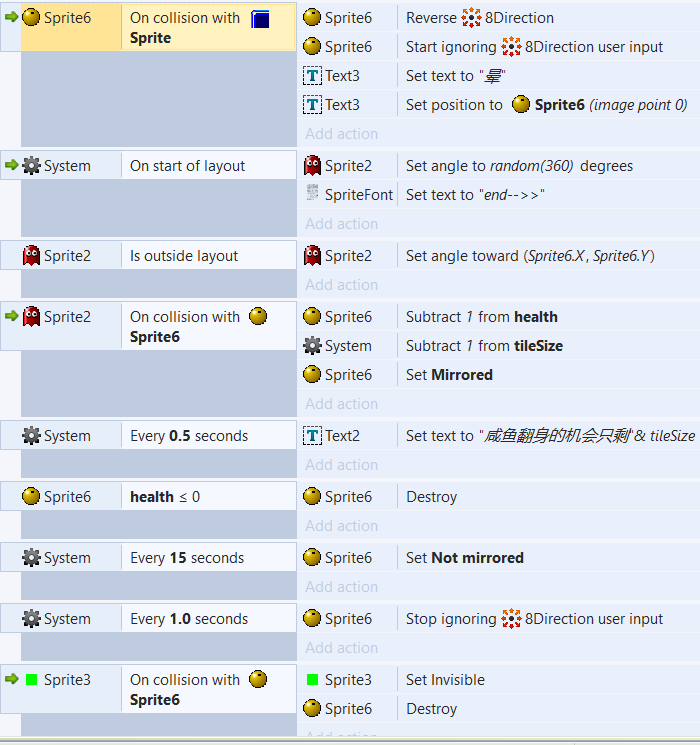 Sprite6 On collision with Sprite6 Reverse 8Direction
Sprite Sprite6 Start ignoring 8Direction user input
Text3 Set text to "晕"
Text3 Set position to Sprite6 (image point 0)
Add action
System On start of layout Sprite2 Set angle to random(360) degrees
SpriteFont Set text to "end-->>"
Add action
Sprite2 Is outside layout Sprite2 Set angle toward (Sprite6.X, Sprite6.Y)
Add action
Sprite2 On collision with Sprite6 Subtract 1 from health
Sprite6 System Subtract 1 from tileSize
Sprite6 Set Mirrored
Add action
System Every 0.5 seconds Text2 Set text to "咸鱼翻身的机会只剩"& tileSize
Add action
Sprite6 health ≤ 0 Sprite6 Destroy
Add action
System Every 15 seconds Sprite6 Set Not mirrored
Add action
System Every 1.0 seconds Sprite6 Stop ignoring 8Direction user input
Add action
Sprite3 On collision with Sprite3 Set Invisible
Sprite6 Sprite6 Destroy
Add action